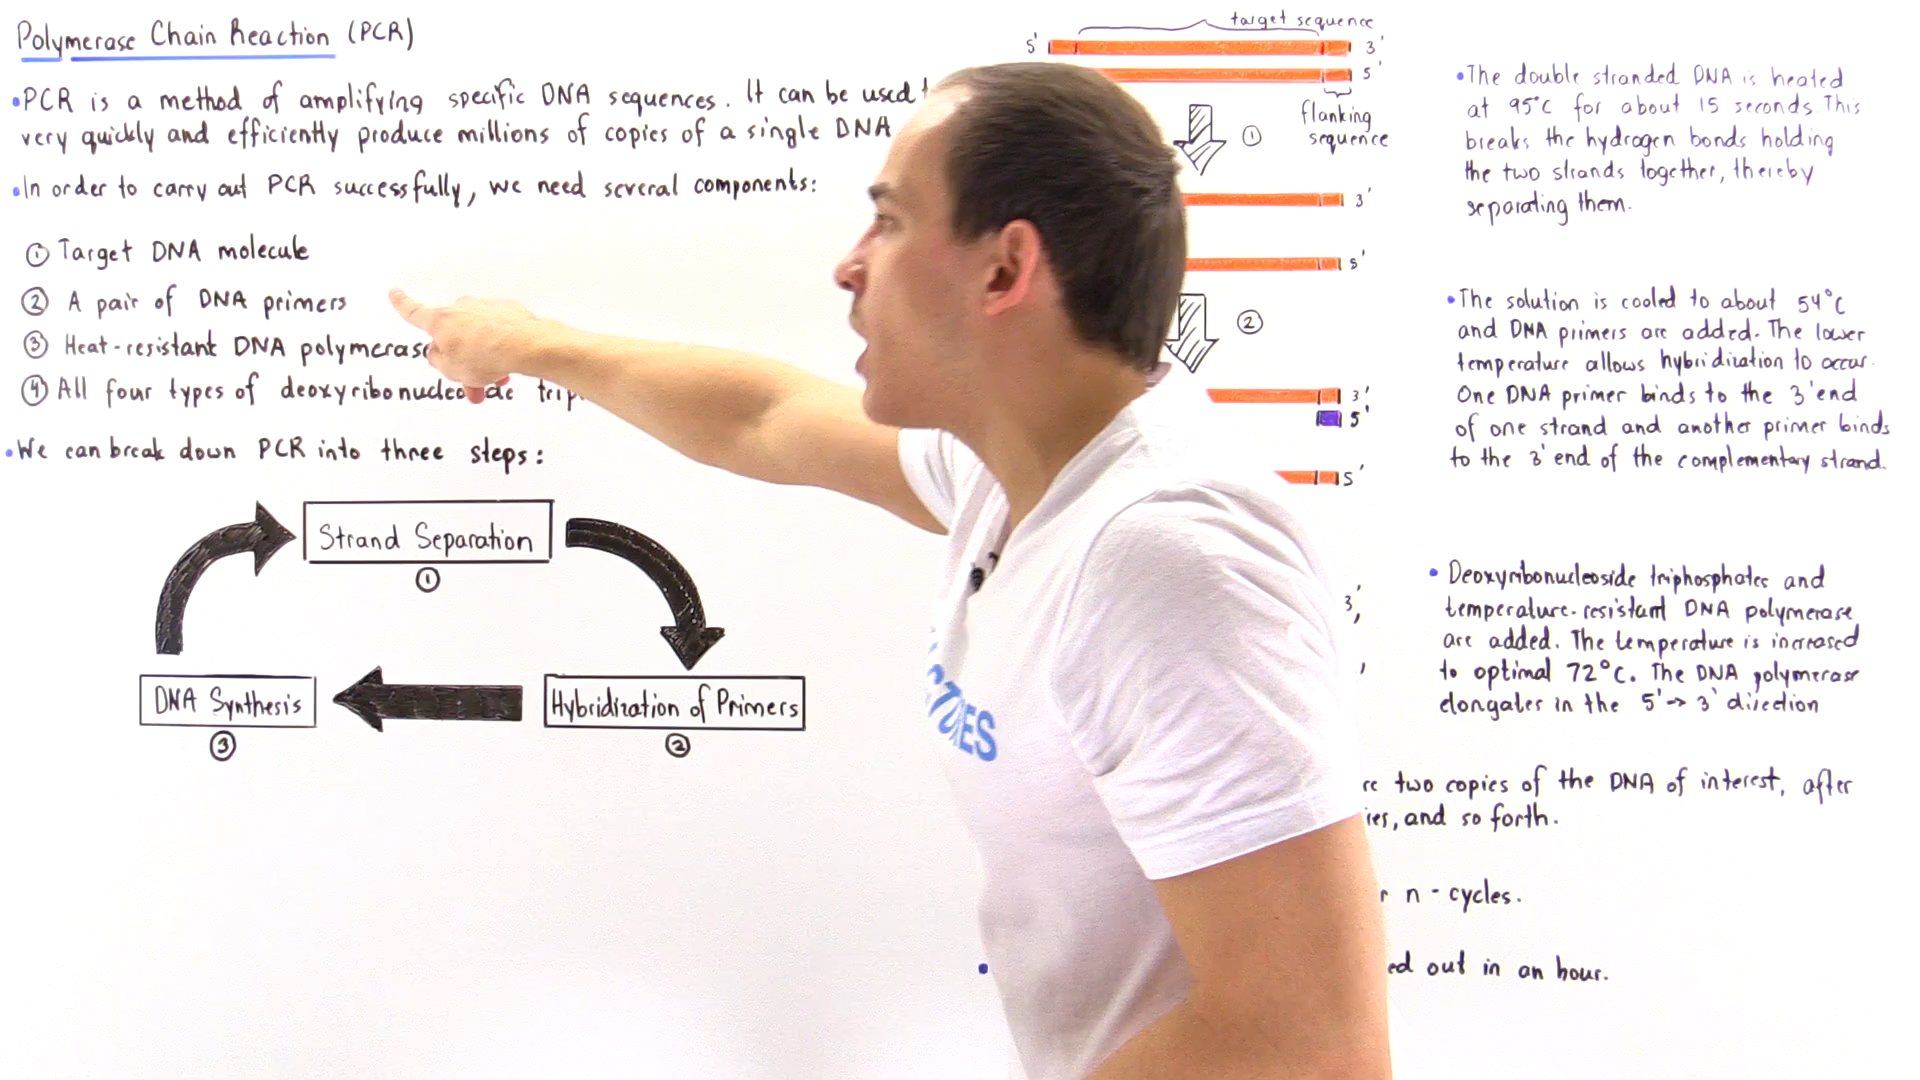 Polymerase Chain Reaction (PCR)
•PCR is a method of amplifying specific DNA sequences. It can be used
very quickly and efficiently produce millions of copies of a single DNA
•In order to carry out PCR successfully, we need several components:
① Target DNA molecule
② A pair of DNA primers
③ Heat-resistant DNA polymerase
④ All four types of deoxyribonucleoside trip
•We can break down PCR into three steps:
Strand Separation
①
DNA Synthesis
③
Hybridization of Primers
②
target sequence
5' 3'
5'
flanking
sequence
①
3'
5'
②
3'
5'
5'
3'
•The double stranded DNA is heated
at 95°C for about 15 seconds. This
breaks the hydrogen bonds holding
the two strands together, thereby
separating them.
•The solution is cooled to about 54°C
and DNA primers are added. The lower
temperature allows hybridization to occur.
One DNA primer binds to the 3' end
of one strand and another primer binds
to the 3' end of the complementary strand.
• Deoxyribonucleoside triphosphates and
temperature-resistant DNA polymerase
are added. The temperature is increased
to optimal 72°C. The DNA polymerase
elongates in the 5'→3' direction
re two copies of the DNA of interest, after
ies, and so forth.
r n-cycles.
ed out in an hour.